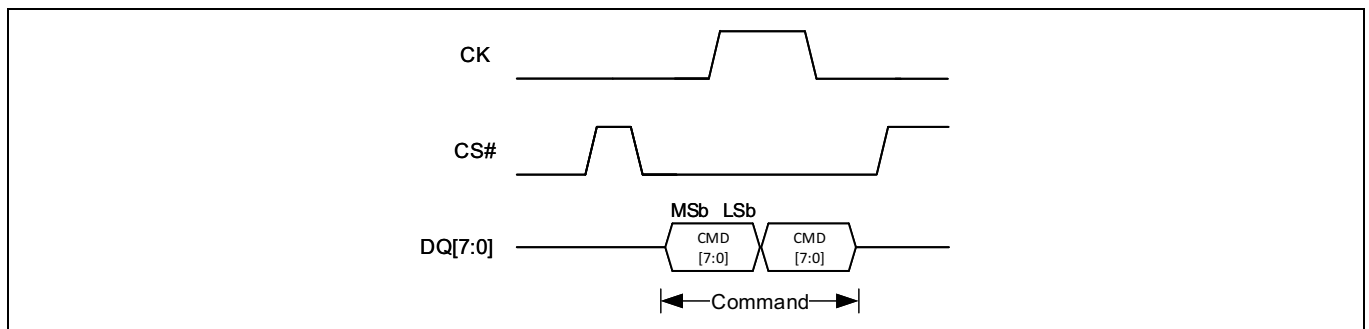 CK
CS#
MSb LSb
DQ[7:0]
CMD
[7:0]
CMD
[7:0]
Command